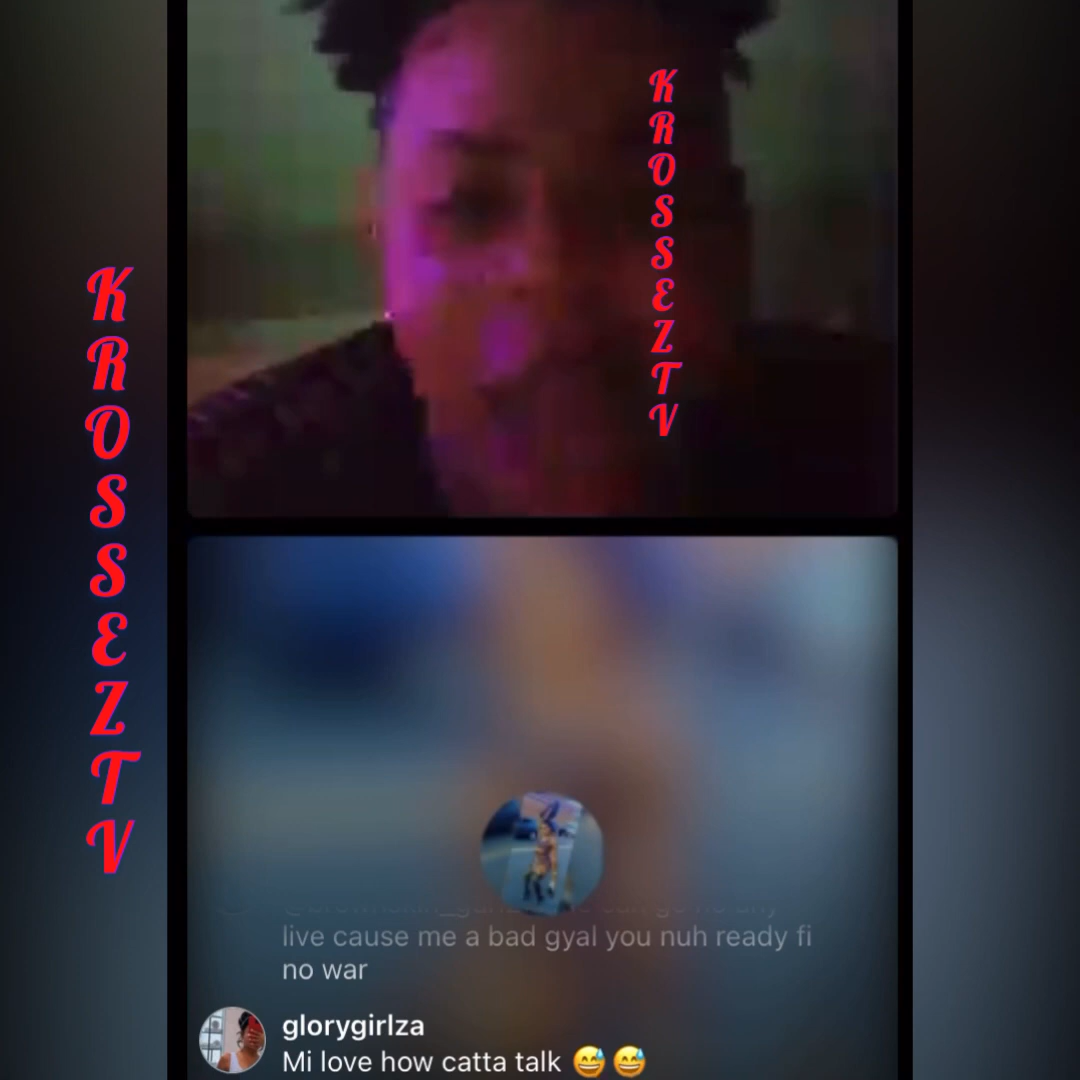 KROSSEZTV
KROSSEZTV
live cause me a bad gyal you nuh ready fi
no war
glorygirlza
Mi love how catta talk 😅 😅